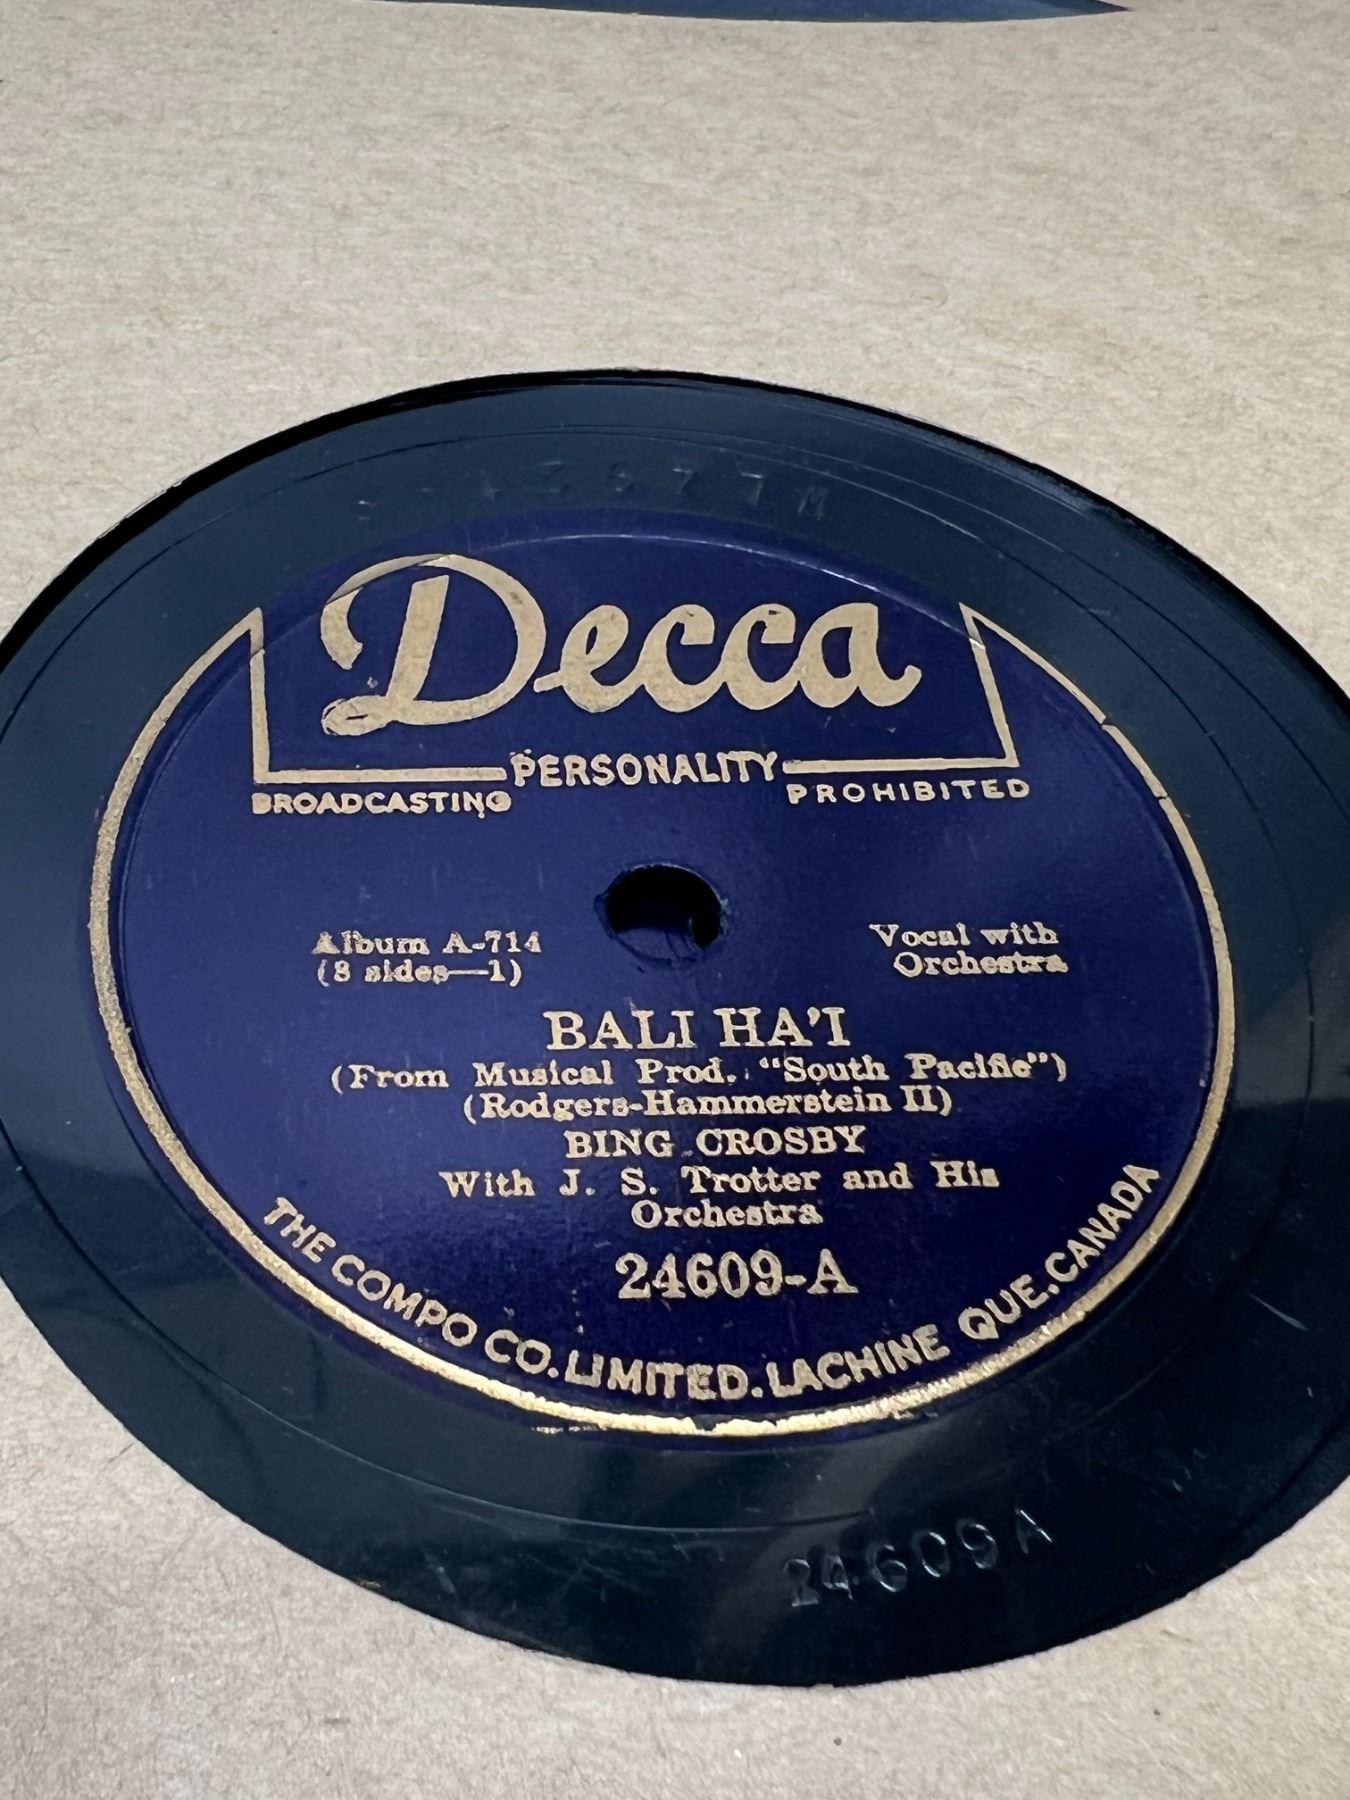 Decca
PERSONALITY
BROADCASTING PROHIBITED
Album A-714
(8 sides—1)
Vocal with
Orchestra
BALI HA'I
(From Musical Prod. "South Pacific")
(Rodgers-Hammerstein II)
BING CROSBY
With J. S. Trotter and His
Orchestra
24609-A
THE COMPO CO. LIMITED. LACHINE QUE. CANADA
24609A